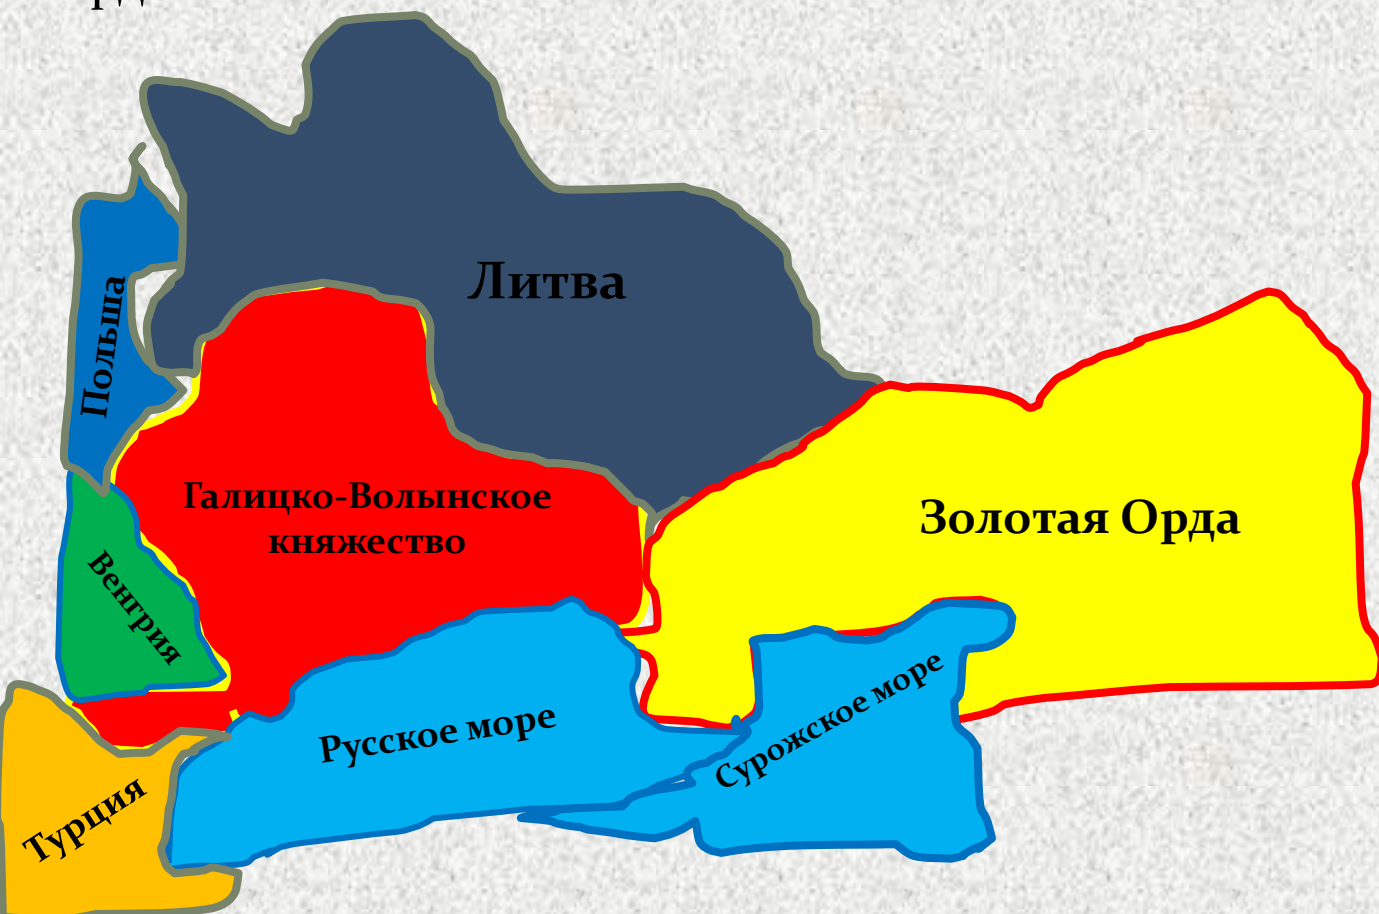 Литва
Польша
Галицко-Волынское
княжество
Золотая Орда
Венгрия
Русское море
Сурожское море
Турция